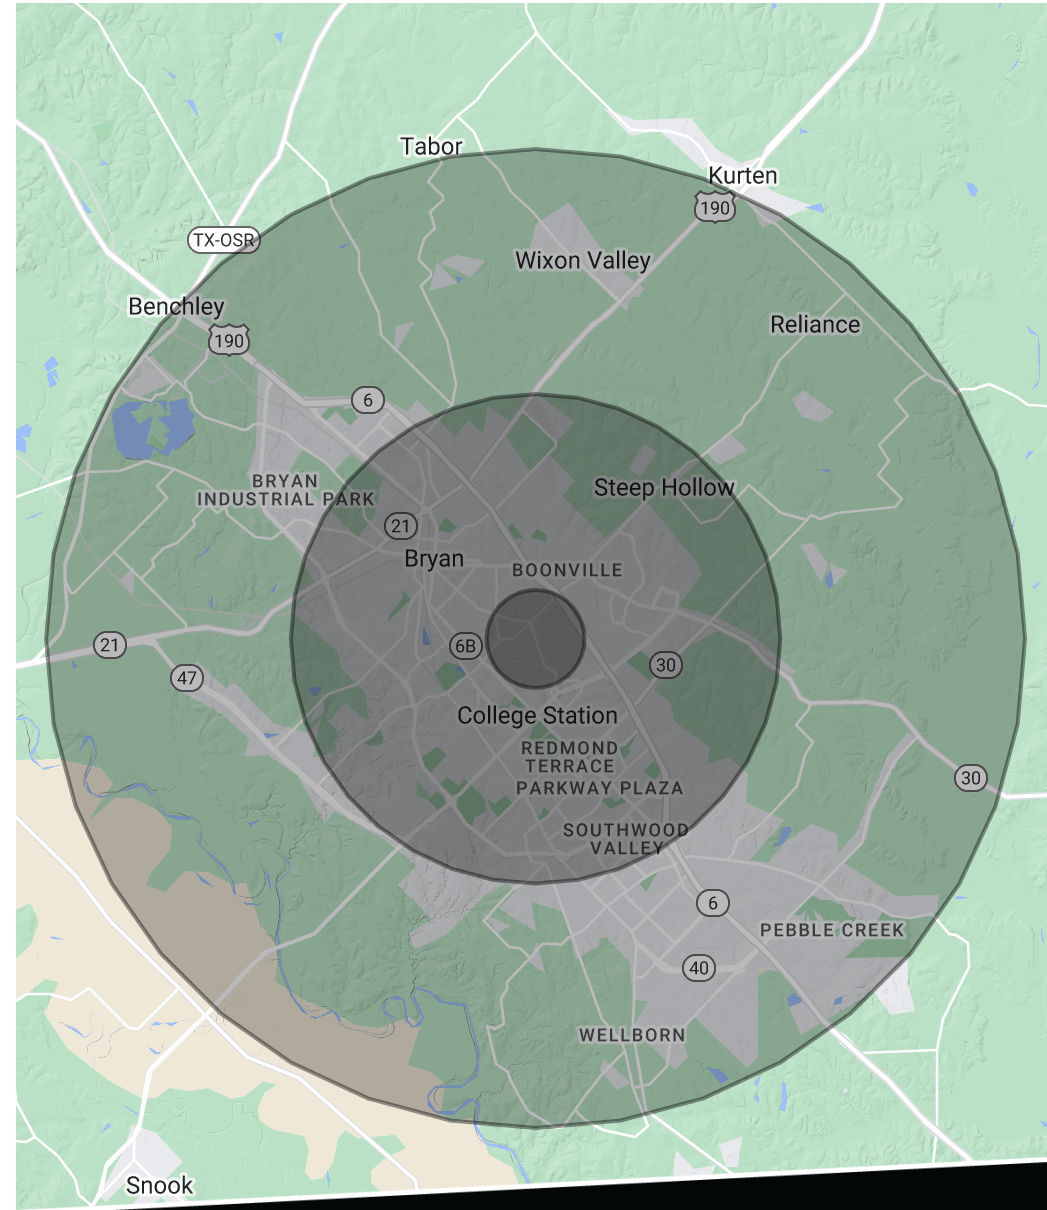 Tabor
Kurten
190
TX-OSR
Wixon Valley
Benchley
Reliance
190
6
BRYAN
INDUSTRIAL PARK
Steep Hollow
21
Bryan
BOONVILLE
21
6B
30
47
College Station
REDMOND
TERRACE
PARKWAY PLAZA
30
SOUTHWOOD
VALLEY
6
PEBBLE CREEK
40
WELLBORN
Snook